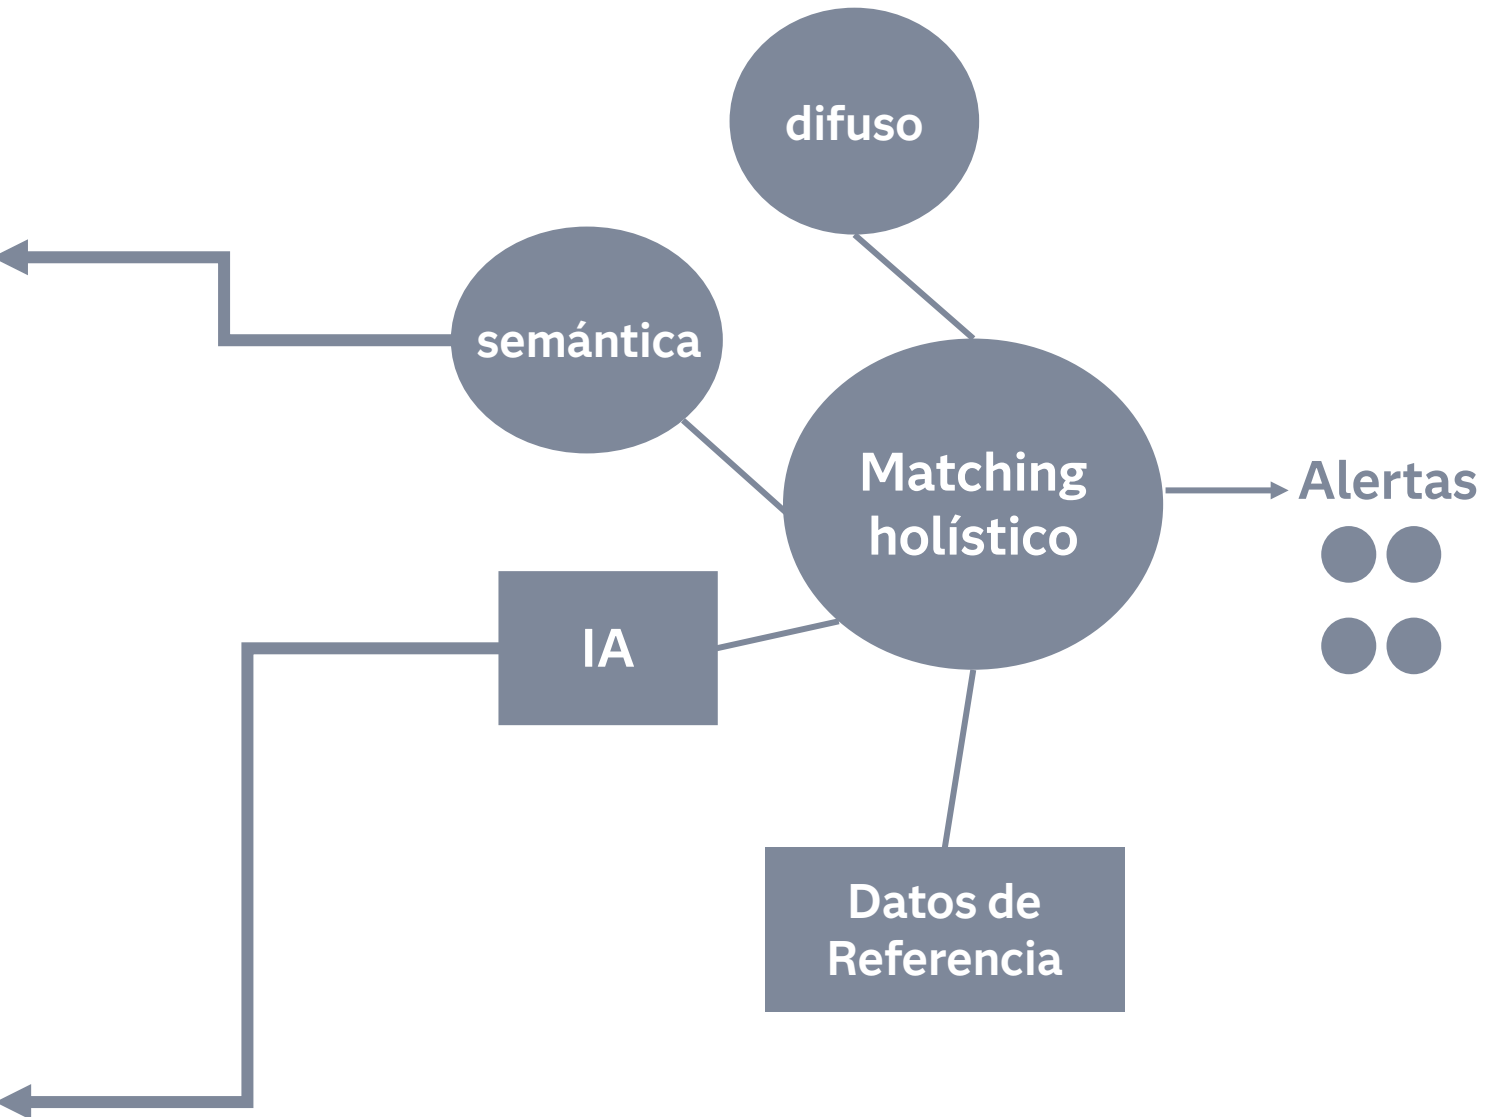 difuso
semántica
Matching
holístico
Alertas
IA
Datos de
Referencia